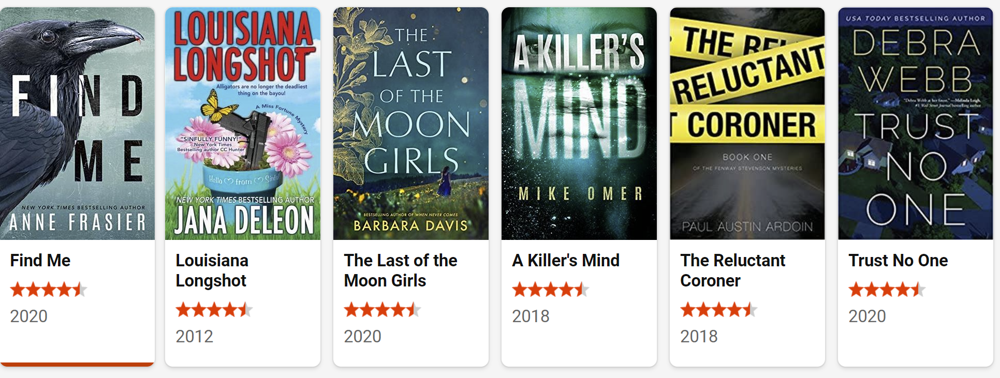 FIND
ME
NEW YORK TIMES BESTSELLING AUTHOR
ANNE FRASIER
Find Me
2020
LOUISIANA
LONGSHOT
Alligators are no longer the deadliest
thing on the bayou!
A Miss Fortune Mystery
"SINFULLY FUNNY!"
~ New York Times
Bestselling author CC Hunter
Hello from Sinful
NEW YORK TIMES BESTSELLING AUTHOR
JANA DELEON
Louisiana
Longshot
2012
THE
LAST
OF THE
MOON
GIRLS
BESTSELLING AUTHOR OF WHEN NEVER COMES
BARBARA DAVIS
The Last of the
Moon Girls
2020
A KILLER'S
MIND
MIKE OMER
A Killer's Mind
2018
THE REL
RELUCTANT
T CORONER
BOOK ONE
OF THE FENWAY STEVENSON MYSTERIES
PAUL AUSTIN ARDOIN
The Reluctant
Coroner
2018
USA TODAY BESTSELLING AUTHOR
DEBRA
WEBB
"Debra Webb at her finest." —Melinda Leigh,
#1 Wall Street Journal bestselling author
TRUST
NO
ONE
Trust No One
2020